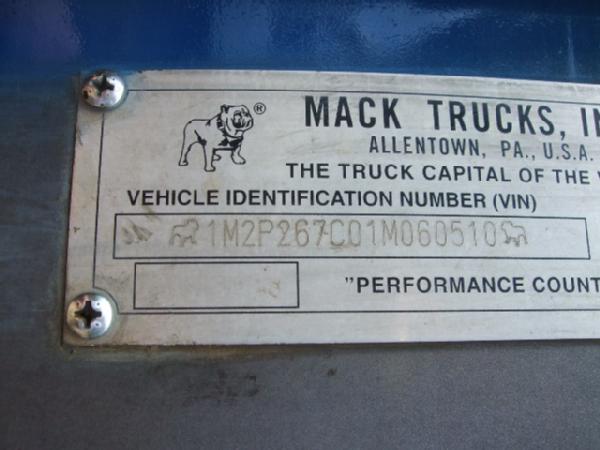 ®
MACK TRUCKS, IN
ALLENTOWN, PA., U.S.A.
THE TRUCK CAPITAL OF THE
VEHICLE IDENTIFICATION NUMBER (VIN)
1M2P267C01M060510
"PERFORMANCE COUNT